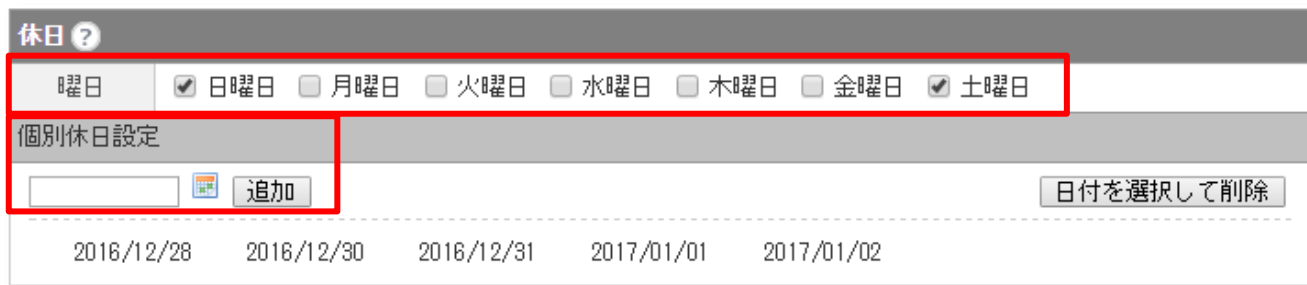 休日 ?
曜日 日曜日 月曜日 火曜日 水曜日 木曜日 金曜日 土曜日
個別休日設定
追加 日付を選択して削除
2016/12/28 2016/12/30 2016/12/31 2017/01/01 2017/01/02